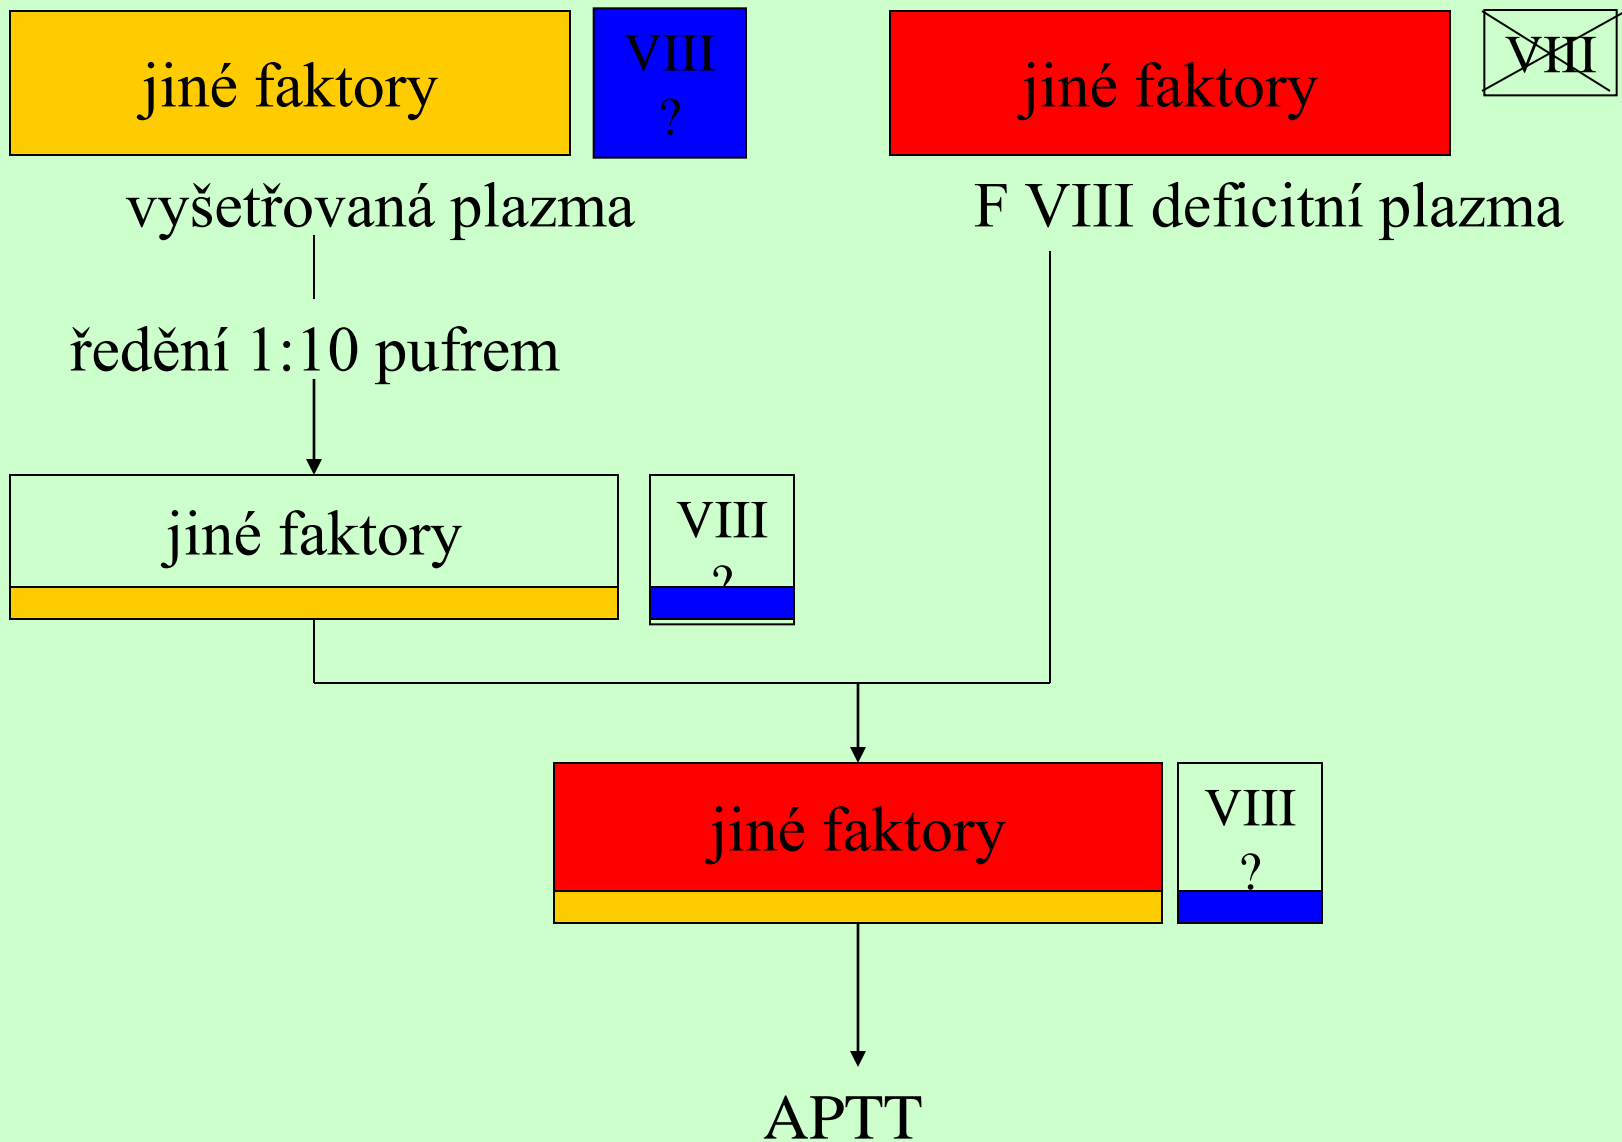 jiné faktory
VIII
?
jiné faktory
VIII
vyšetřovaná plazma
F VIII deficitní plazma
ředění 1:10 pufrem
jiné faktory
VIII
?
jiné faktory
VIII
?
APTT